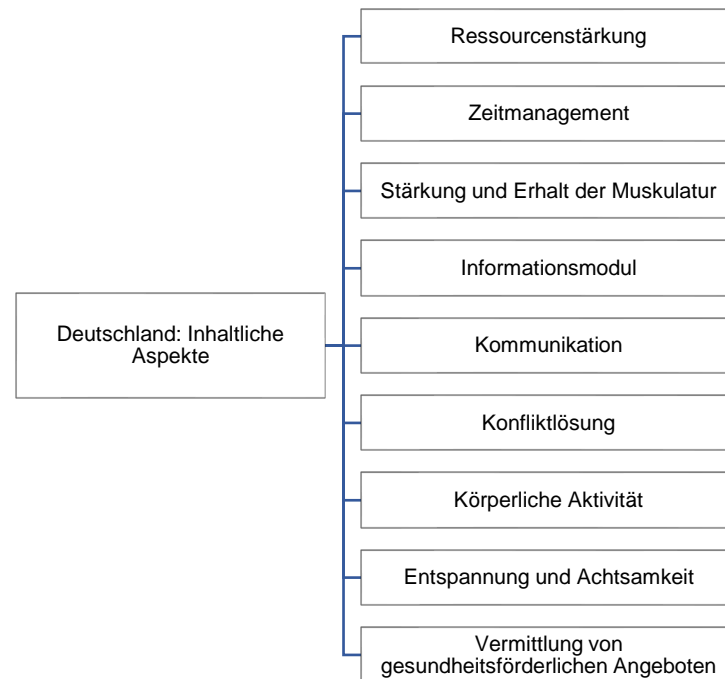 Ressourcenstärkung
Zeitmanagement
Stärkung und Erhalt der Muskulatur
Informationsmodul
Deutschland: Inhaltliche
Aspekte
Kommunikation
Konfliktlösung
Körperliche Aktivität
Entspannung und Achtsamkeit
Vermittlung von
gesundheitsförderlichen Angeboten